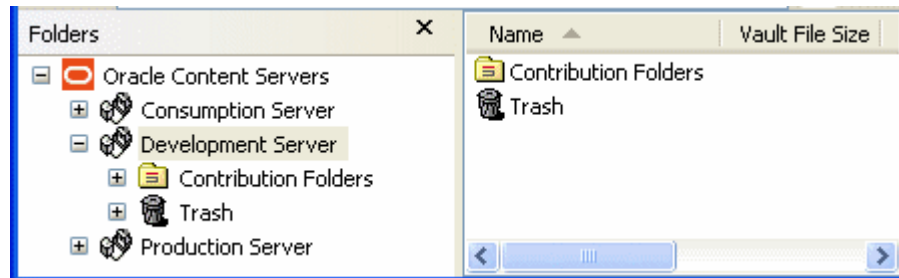 Folders
Oracle Content Servers
Consumption Server
Development Server
Contribution Folders
Trash
Production Server
Name
Vault File Size
Contribution Folders
Trash